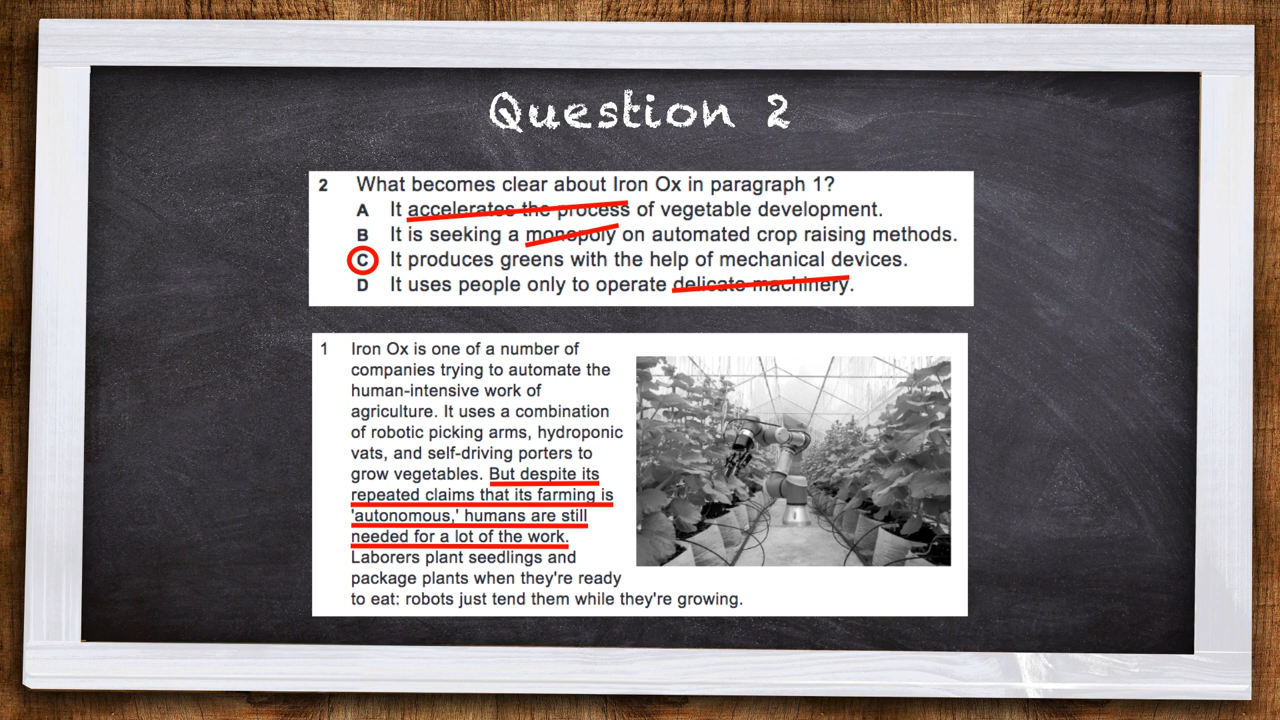 Question 2
2 What becomes clear about Iron Ox in paragraph 1?
A It accelerates the process of vegetable development.
B It is seeking a monopoly on automated crop raising methods.
C It produces greens with the help of mechanical devices.
D It uses people only to operate delicate machinery.
1 Iron Ox is one of a number of
companies trying to automate the
human-intensive work of
agriculture. It uses a combination
of robotic picking arms, hydroponic
vats, and self-driving porters to
grow vegetables. But despite its
repeated claims that its farming is
'autonomous,' humans are still
needed for a lot of the work.
Laborers plant seedlings and
package plants when they're ready
to eat: robots just tend them while they're growing.